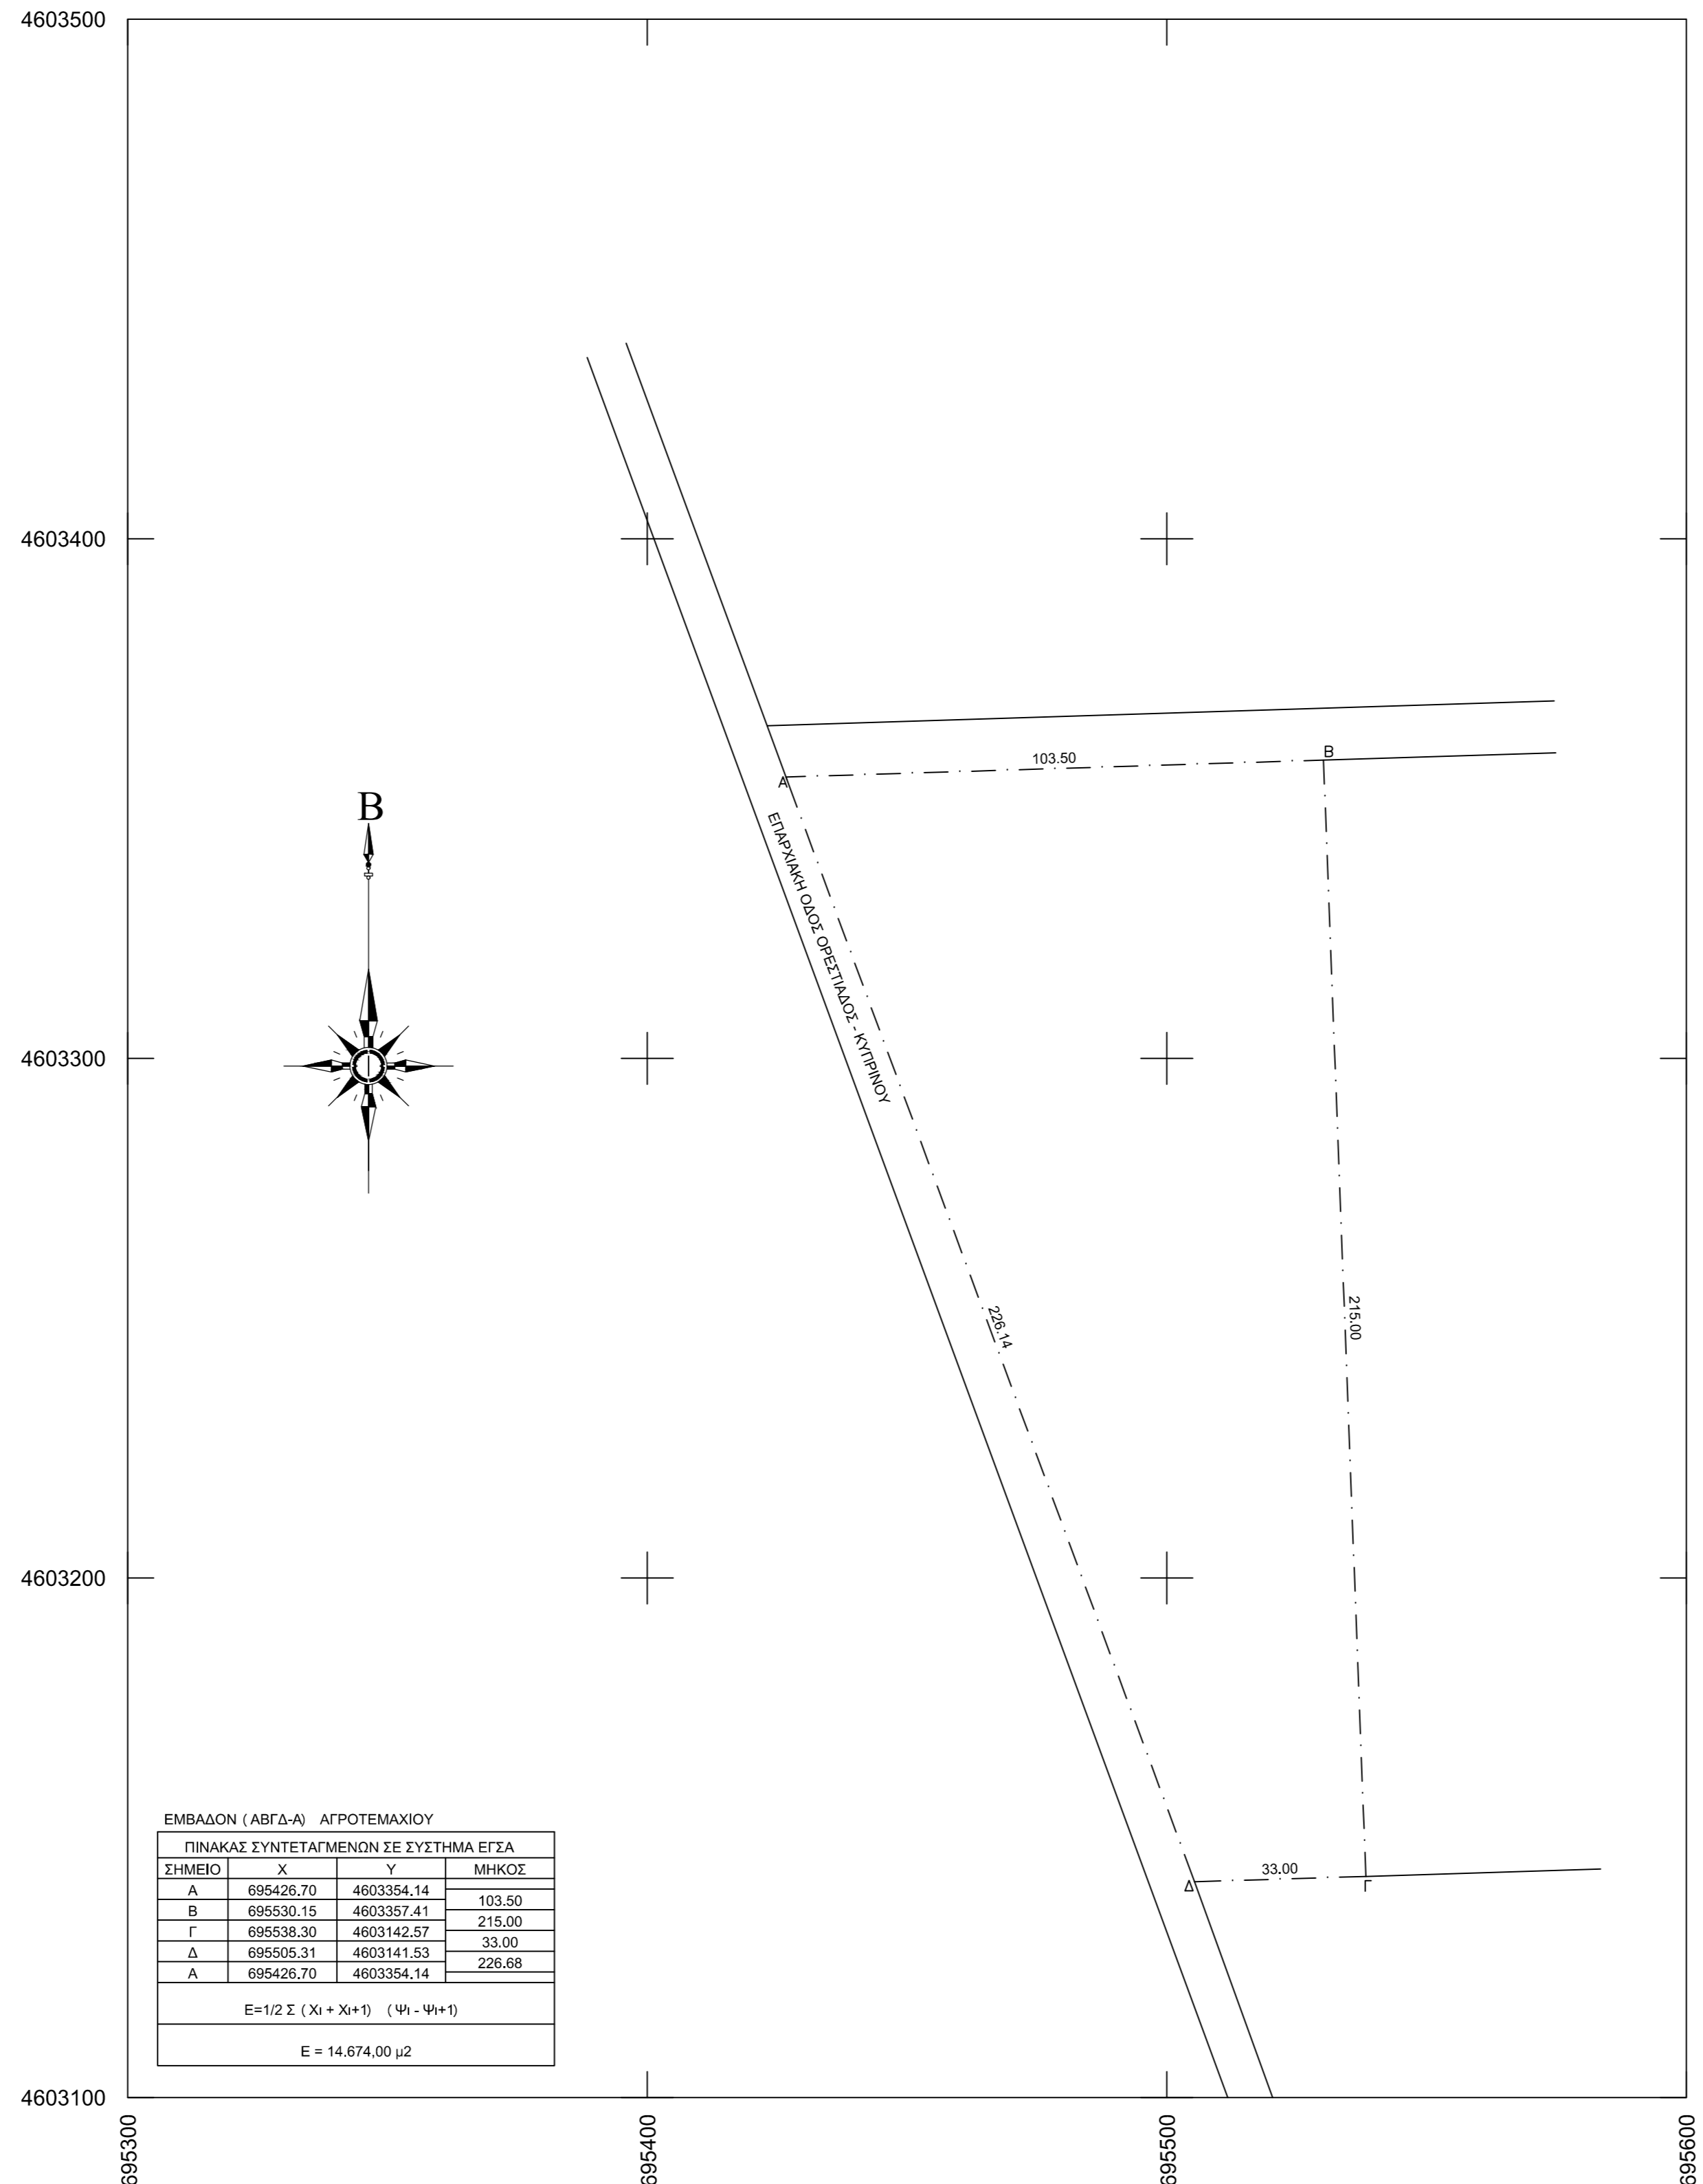 4603500
4603400
4603300
4603200
4603100
695300
695400
695500
695600
Β
Α
103.50
Β
ΕΠΑΡΧΙΑΚΗ ΟΔΟΣ ΟΡΕΣΤΙΑΔΟΣ - ΚΥΠΡΙΝΟΥ
226.14
215.00
33.00
Δ
Γ
ΕΜΒΑΔΟΝ ( ΑΒΓΔ-Α) ΑΓΡΟΤΕΜΑΧΙΟΥ
ΠΙΝΑΚΑΣ ΣΥΝΤΕΤΑΓΜΕΝΩΝ ΣΕ ΣΥΣΤΗΜΑ ΕΓΣΑ
ΣΗΜΕΙΟ Χ Υ ΜΗΚΟΣ
Α 695426.70 4603354.14
103.50
Β 695530.15 4603357.41
215.00
Γ 695538.30 4603142.57
33.00
Δ 695505.31 4603141.53
226.68
Α 695426.70 4603354.14
Ε=1/2 Σ ( Χι + Χι+1) ( Ψι - Ψι+1)
Ε = 14.674,00 μ2